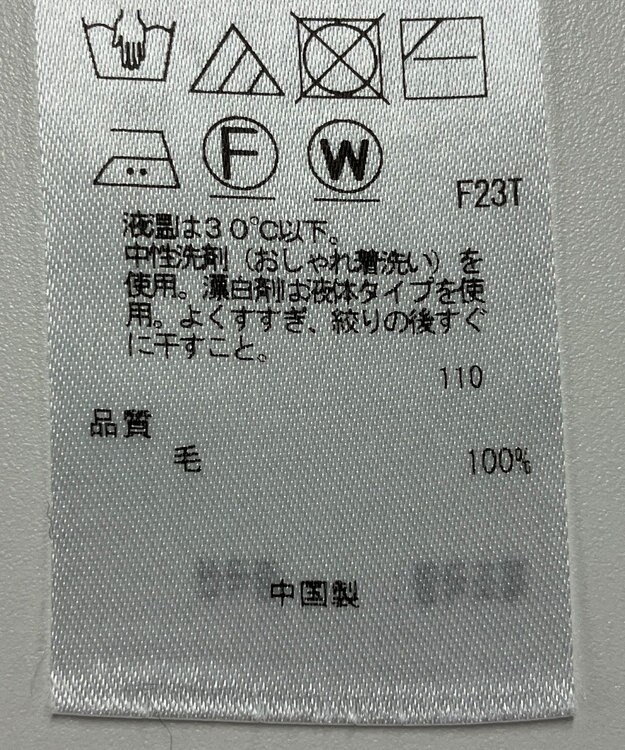 F
W
F23T
液温は30℃以下。
中性洗剤（おしゃれ着洗い）を
使用。漂白剤は液体タイプを使
用。よくすすぎ、絞りの後すぐ
に干すこと。
110
品質
毛 100%
中国製